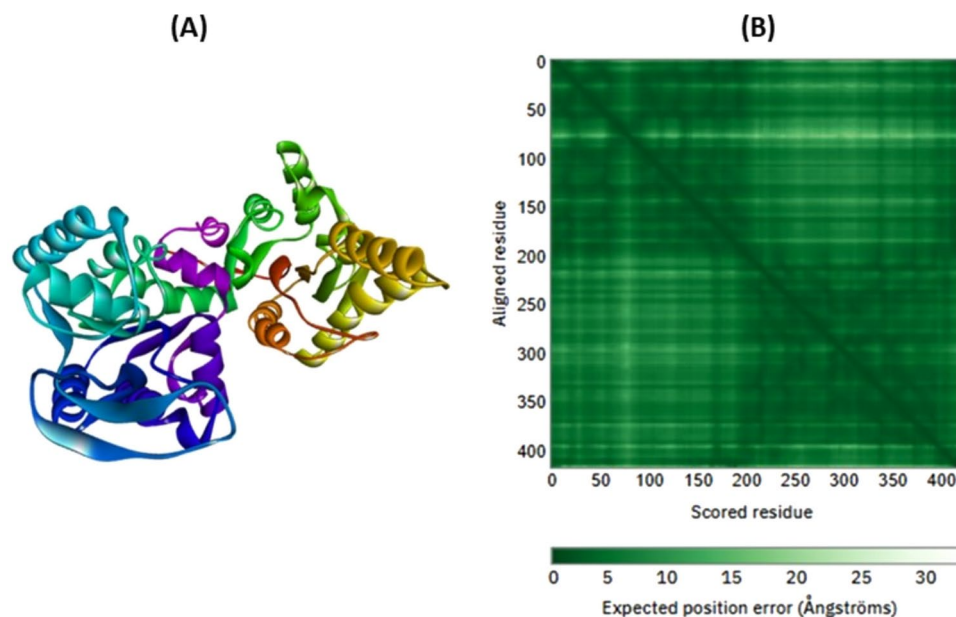 (A)
(B)
0
50
100
150
200
250
300
350
400
Aligned residue
0 50 100 150 200 250 300 350 400
Scored residue
0 5 10 15 20 25 30
Expected position error (Ångströms)